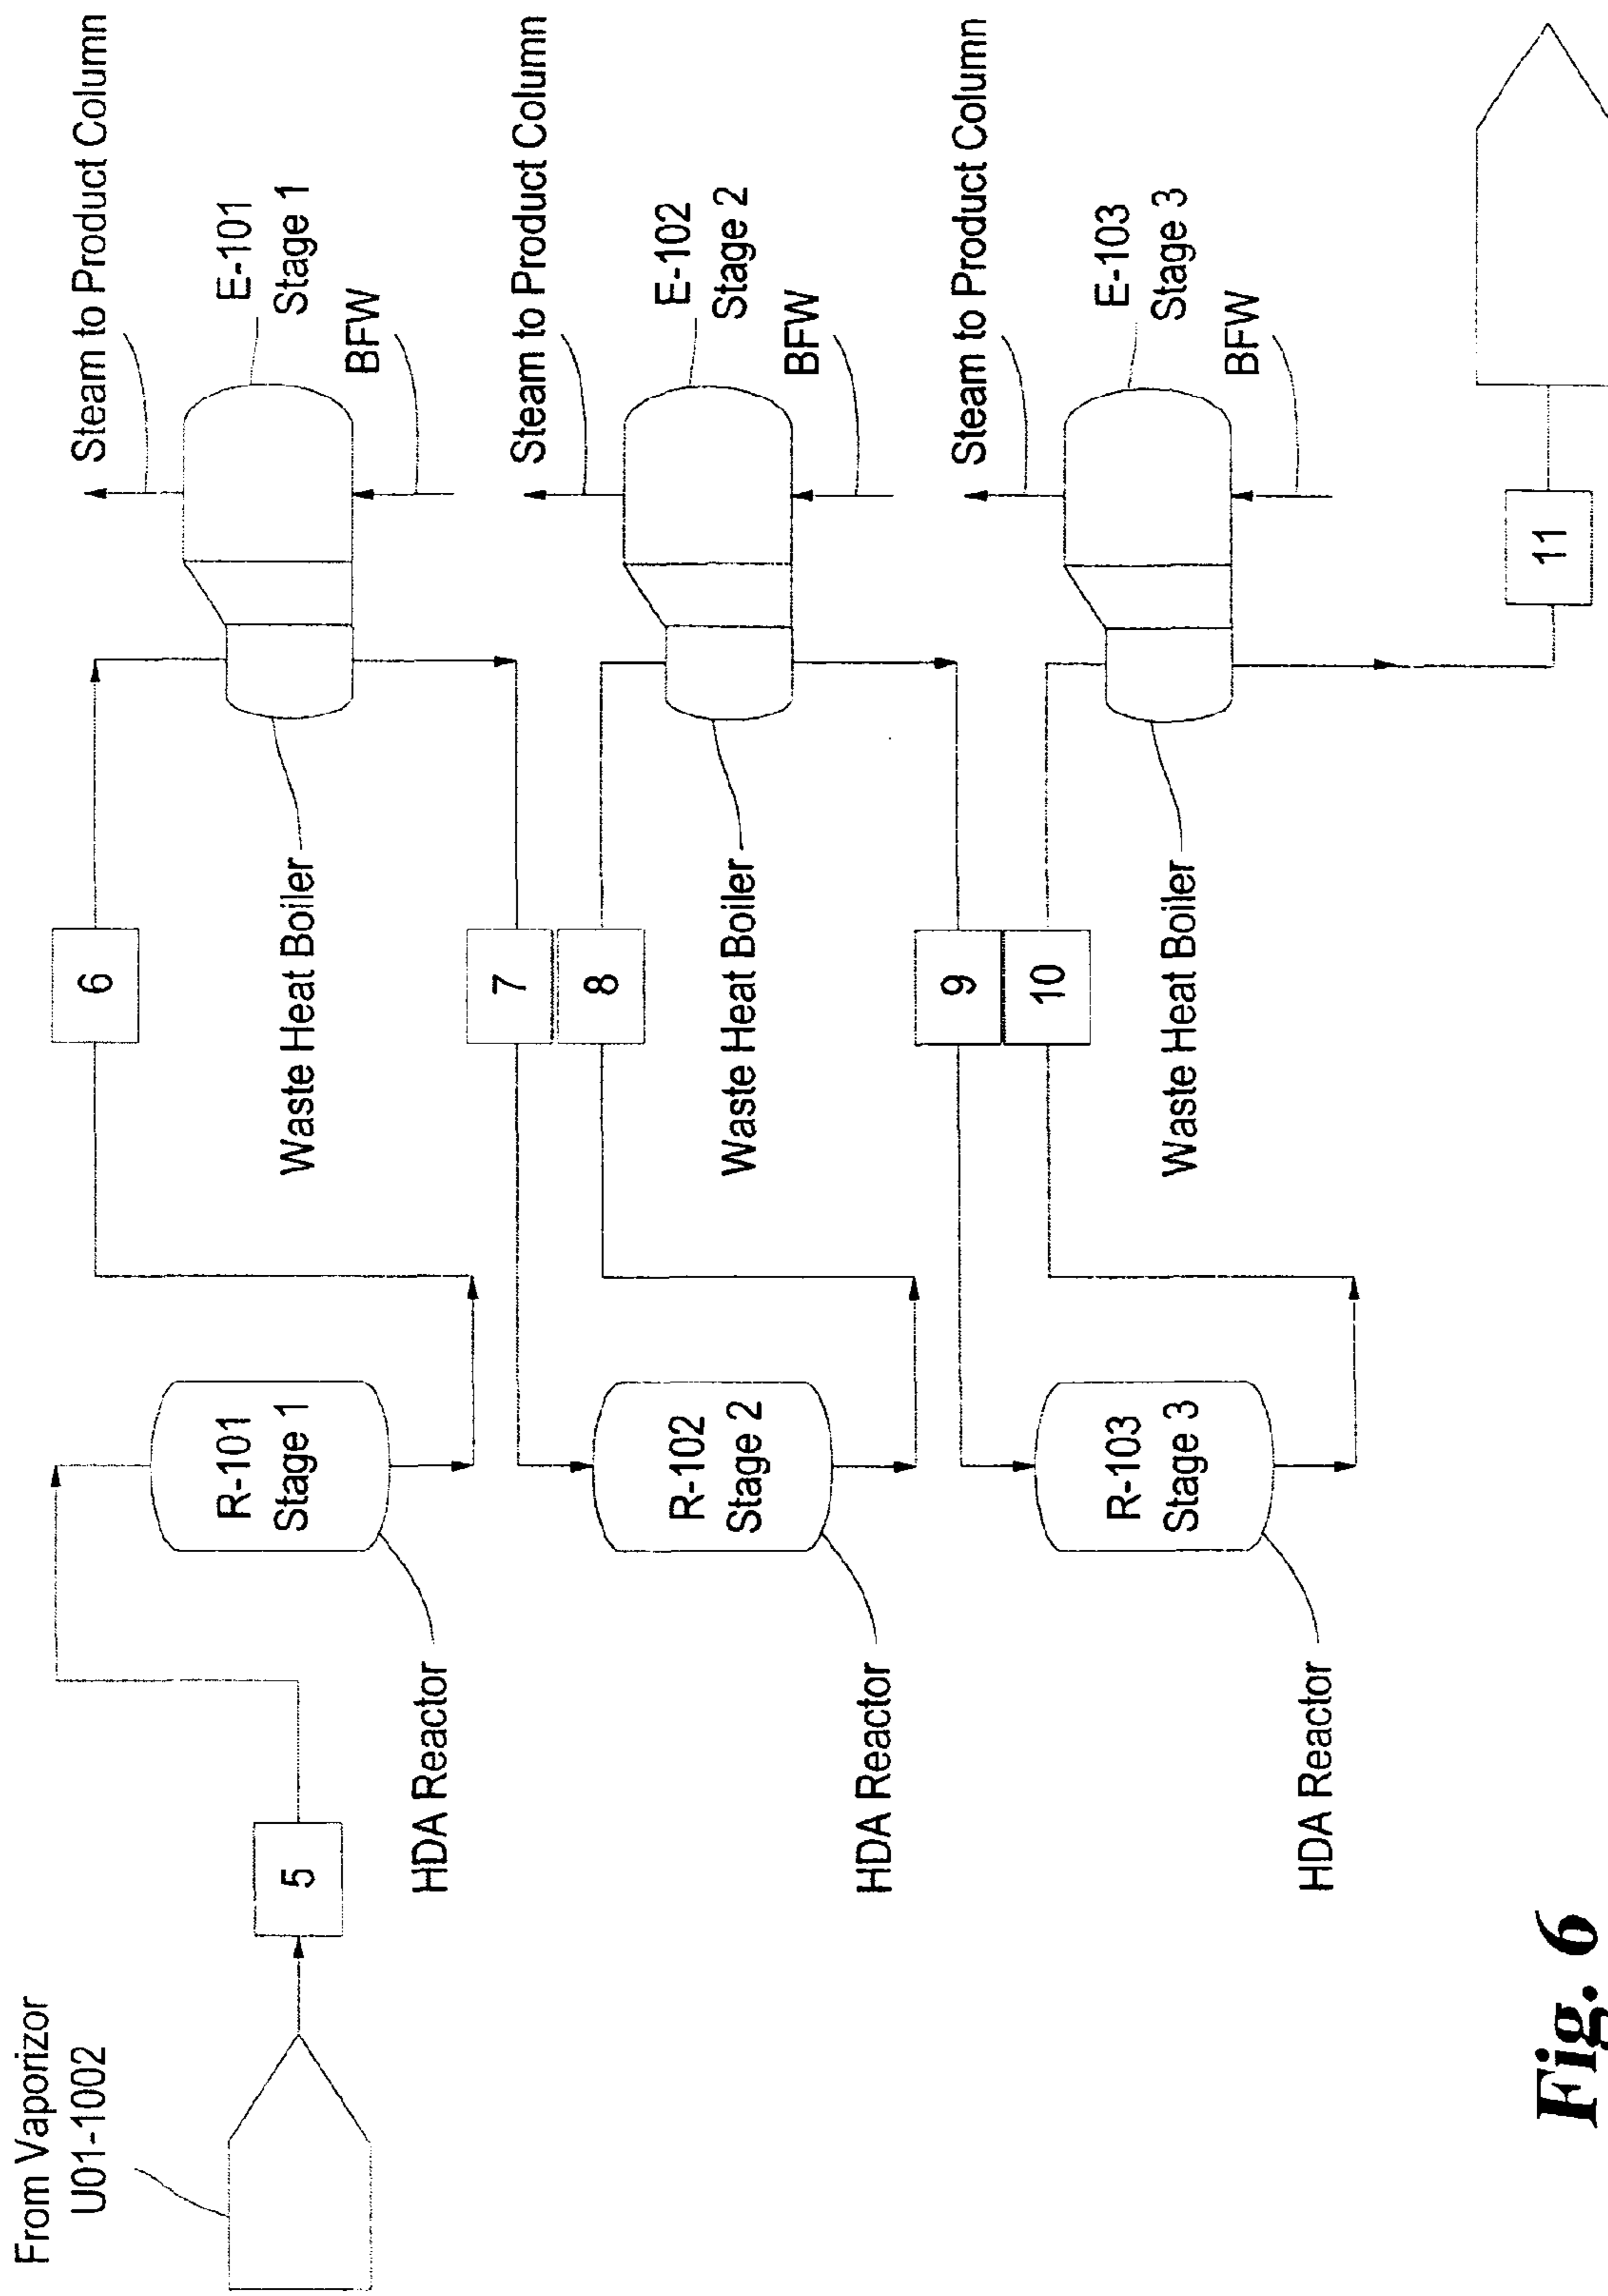 From Vaporizor
U01-1002
5
R-101
Stage 1
HDA Reactor
6
Waste Heat Boiler
Steam to Product Column
E-101
Stage 1
BFW
7
8
R-102
Stage 2
HDA Reactor
Waste Heat Boiler
Steam to Product Column
E-102
Stage 2
BFW
9
10
R-103
Stage 3
HDA Reactor
Waste Heat Boiler
Steam to Product Column
E-103
Stage 3
BFW
11
Fig. 6